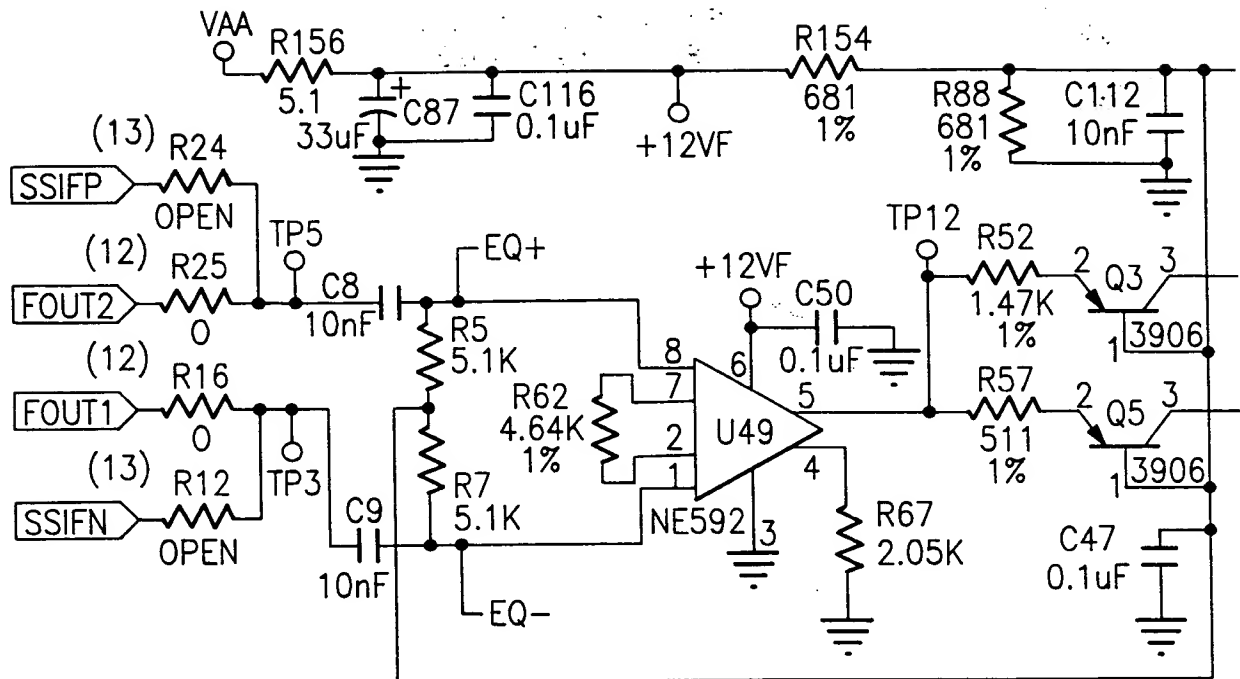 VAA
R156
5.1
+
C87
33uF
C116
0.1uF
+12VF
R154
681
1%
R88
681
1%
C112
10nF
(13)
R24
SSIFP
OPEN
TP5
(12)
R25
FOUT2
0
C8
10nF
EQ+
R5
5.1K
(12)
R16
FOUT1
0
TP3
(13)
R12
SSIFN
OPEN
C9
10nF
R7
5.1K
EQ-
R62
4.64K
1%
8
7
2
1
U49
NE592
6
5
4
3
+12VF
C50
0.1uF
TP12
R52
1.47K
1%
2
Q3
3
1
3906
R57
511
1%
2
Q5
3
1
3906
R67
2.05K
C47
0.1uF